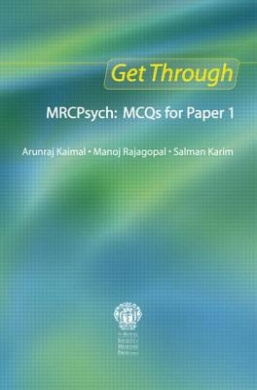 Get Through
MRCPsych: MCQs for Paper 1
Arunraj Kaimal • Manoj Rajagopal • Salman Karim